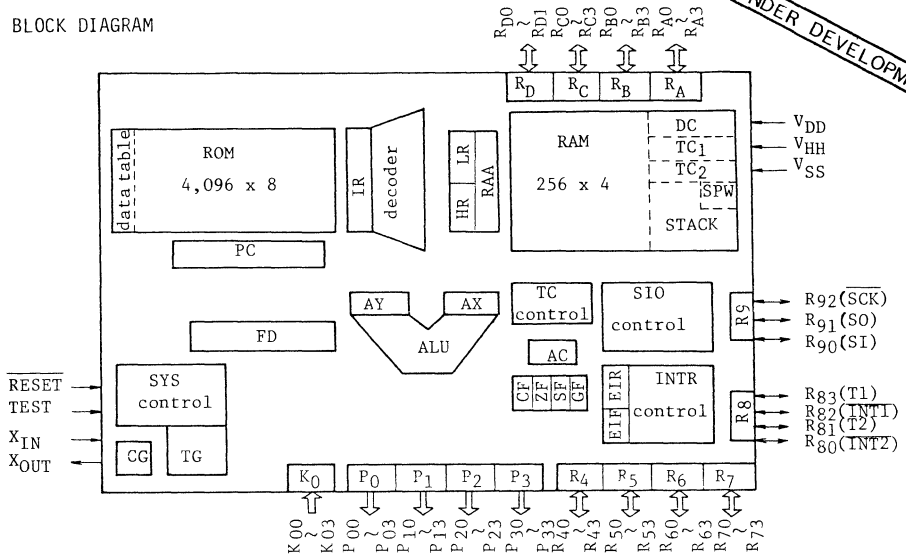 BLOCK DIAGRAM
UNDER DEVELOPM
RD0 ~ RD1
RC0 ~ RC3
RB0 ~ RB3
RA0 ~ RA3
RD RC RB RA
data table
ROM
4,096 x 8
IR
decoder
HR LR
RAA
RAM
256 x 4
DC
TC1
TC2
SPW
STACK
VDD
VHH
VSS
PC
FD
AY AX
ALU
TC
control
AC
CF ZF SF GF
SIO
control
EIF EIR
INTR
control
R9
R92(SCK)
R91(SO)
R90(SI)
R8
R83(T1)
R82(INT1)
R81(T2)
R80(INT2)
RESET
TEST
XIN
XOUT
SYS
control
CG
TG
K0 P0 P1 P2 P3 R4 R5 R6 R7
K00 ~ K03
P00 ~ P03
P10 ~ P13
P20 ~ P23
P30 ~ P33
R40 ~ R43
R50 ~ R53
R60 ~ R63
R70 ~ R73